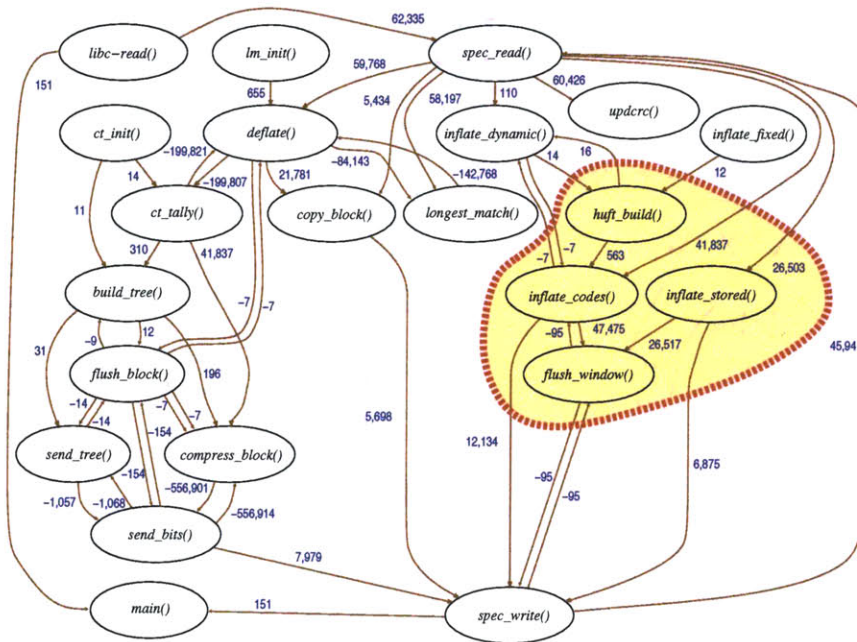 62,335
libc−read()
lm_init()
spec_read()
151
655
59,768
5,434
58,197
110
60,426
updcrc()
ct_init()
−199,821
deflate()
−84,143
inflate_dynamic()
inflate_fixed()
14
−199,807
21,781
−142,768
14
16
12
11
ct_tally()
copy_block()
longest_match()
huft_build()
310
41,837
−7
−7
563
41,837
26,503
build_tree()
−7
−7
inflate_codes()
inflate_stored()
31
−9
12
−95
47,475
26,517
45,94
flush_block()
196
flush_window()
−14
−14
−7
−7
−154
5,698
12,134
6,875
send_tree()
compress_block()
−154
−556,901
−95
−95
−1,057
−1,068
−556,914
send_bits()
7,979
main()
151
spec_write()